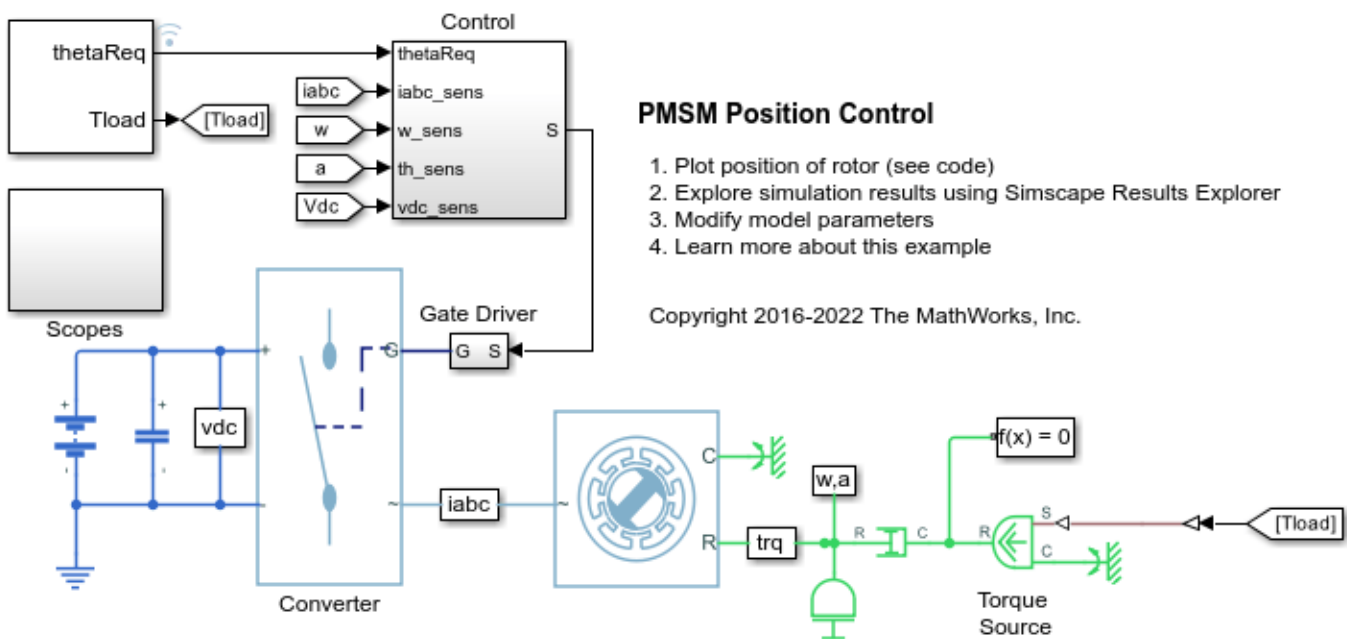 Control
thetaReq
Tload
[Tload]
iabc
w
a
Vdc
thetaReq
iabc_sens
w_sens
th_sens
vdc_sens
S
PMSM Position Control
1. Plot position of rotor (see code)
2. Explore simulation results using Simscape Results Explorer
3. Modify model parameters
4. Learn more about this example
Copyright 2016-2022 The MathWorks, Inc.
Scopes
Gate Driver
G S
+
-
+
-
vdc
+
-
G
~
Converter
iabc
~
C
R
trq
w,a
R
C
f(x) = 0
R
S
C
[Tload]
Torque
Source